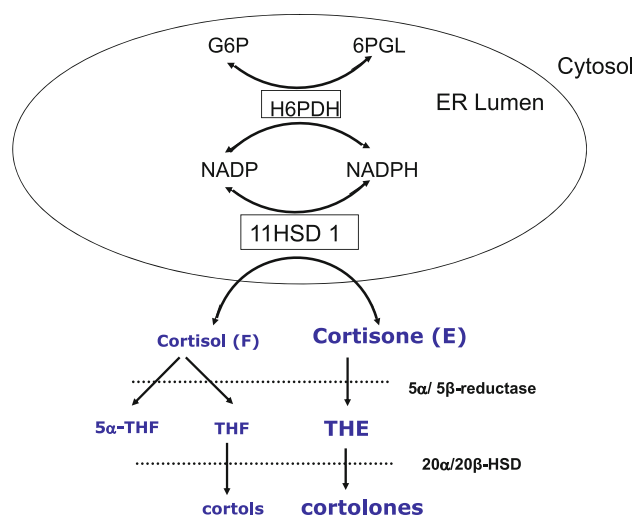 G6P
6PGL
Cytosol
H6PDH
ER Lumen
NADP
NADPH
11HSD 1
Cortisol (F)
Cortisone (E)
5α/ 5β-reductase
5α-THF
THF
THE
20α/20β-HSD
cortols
cortolones